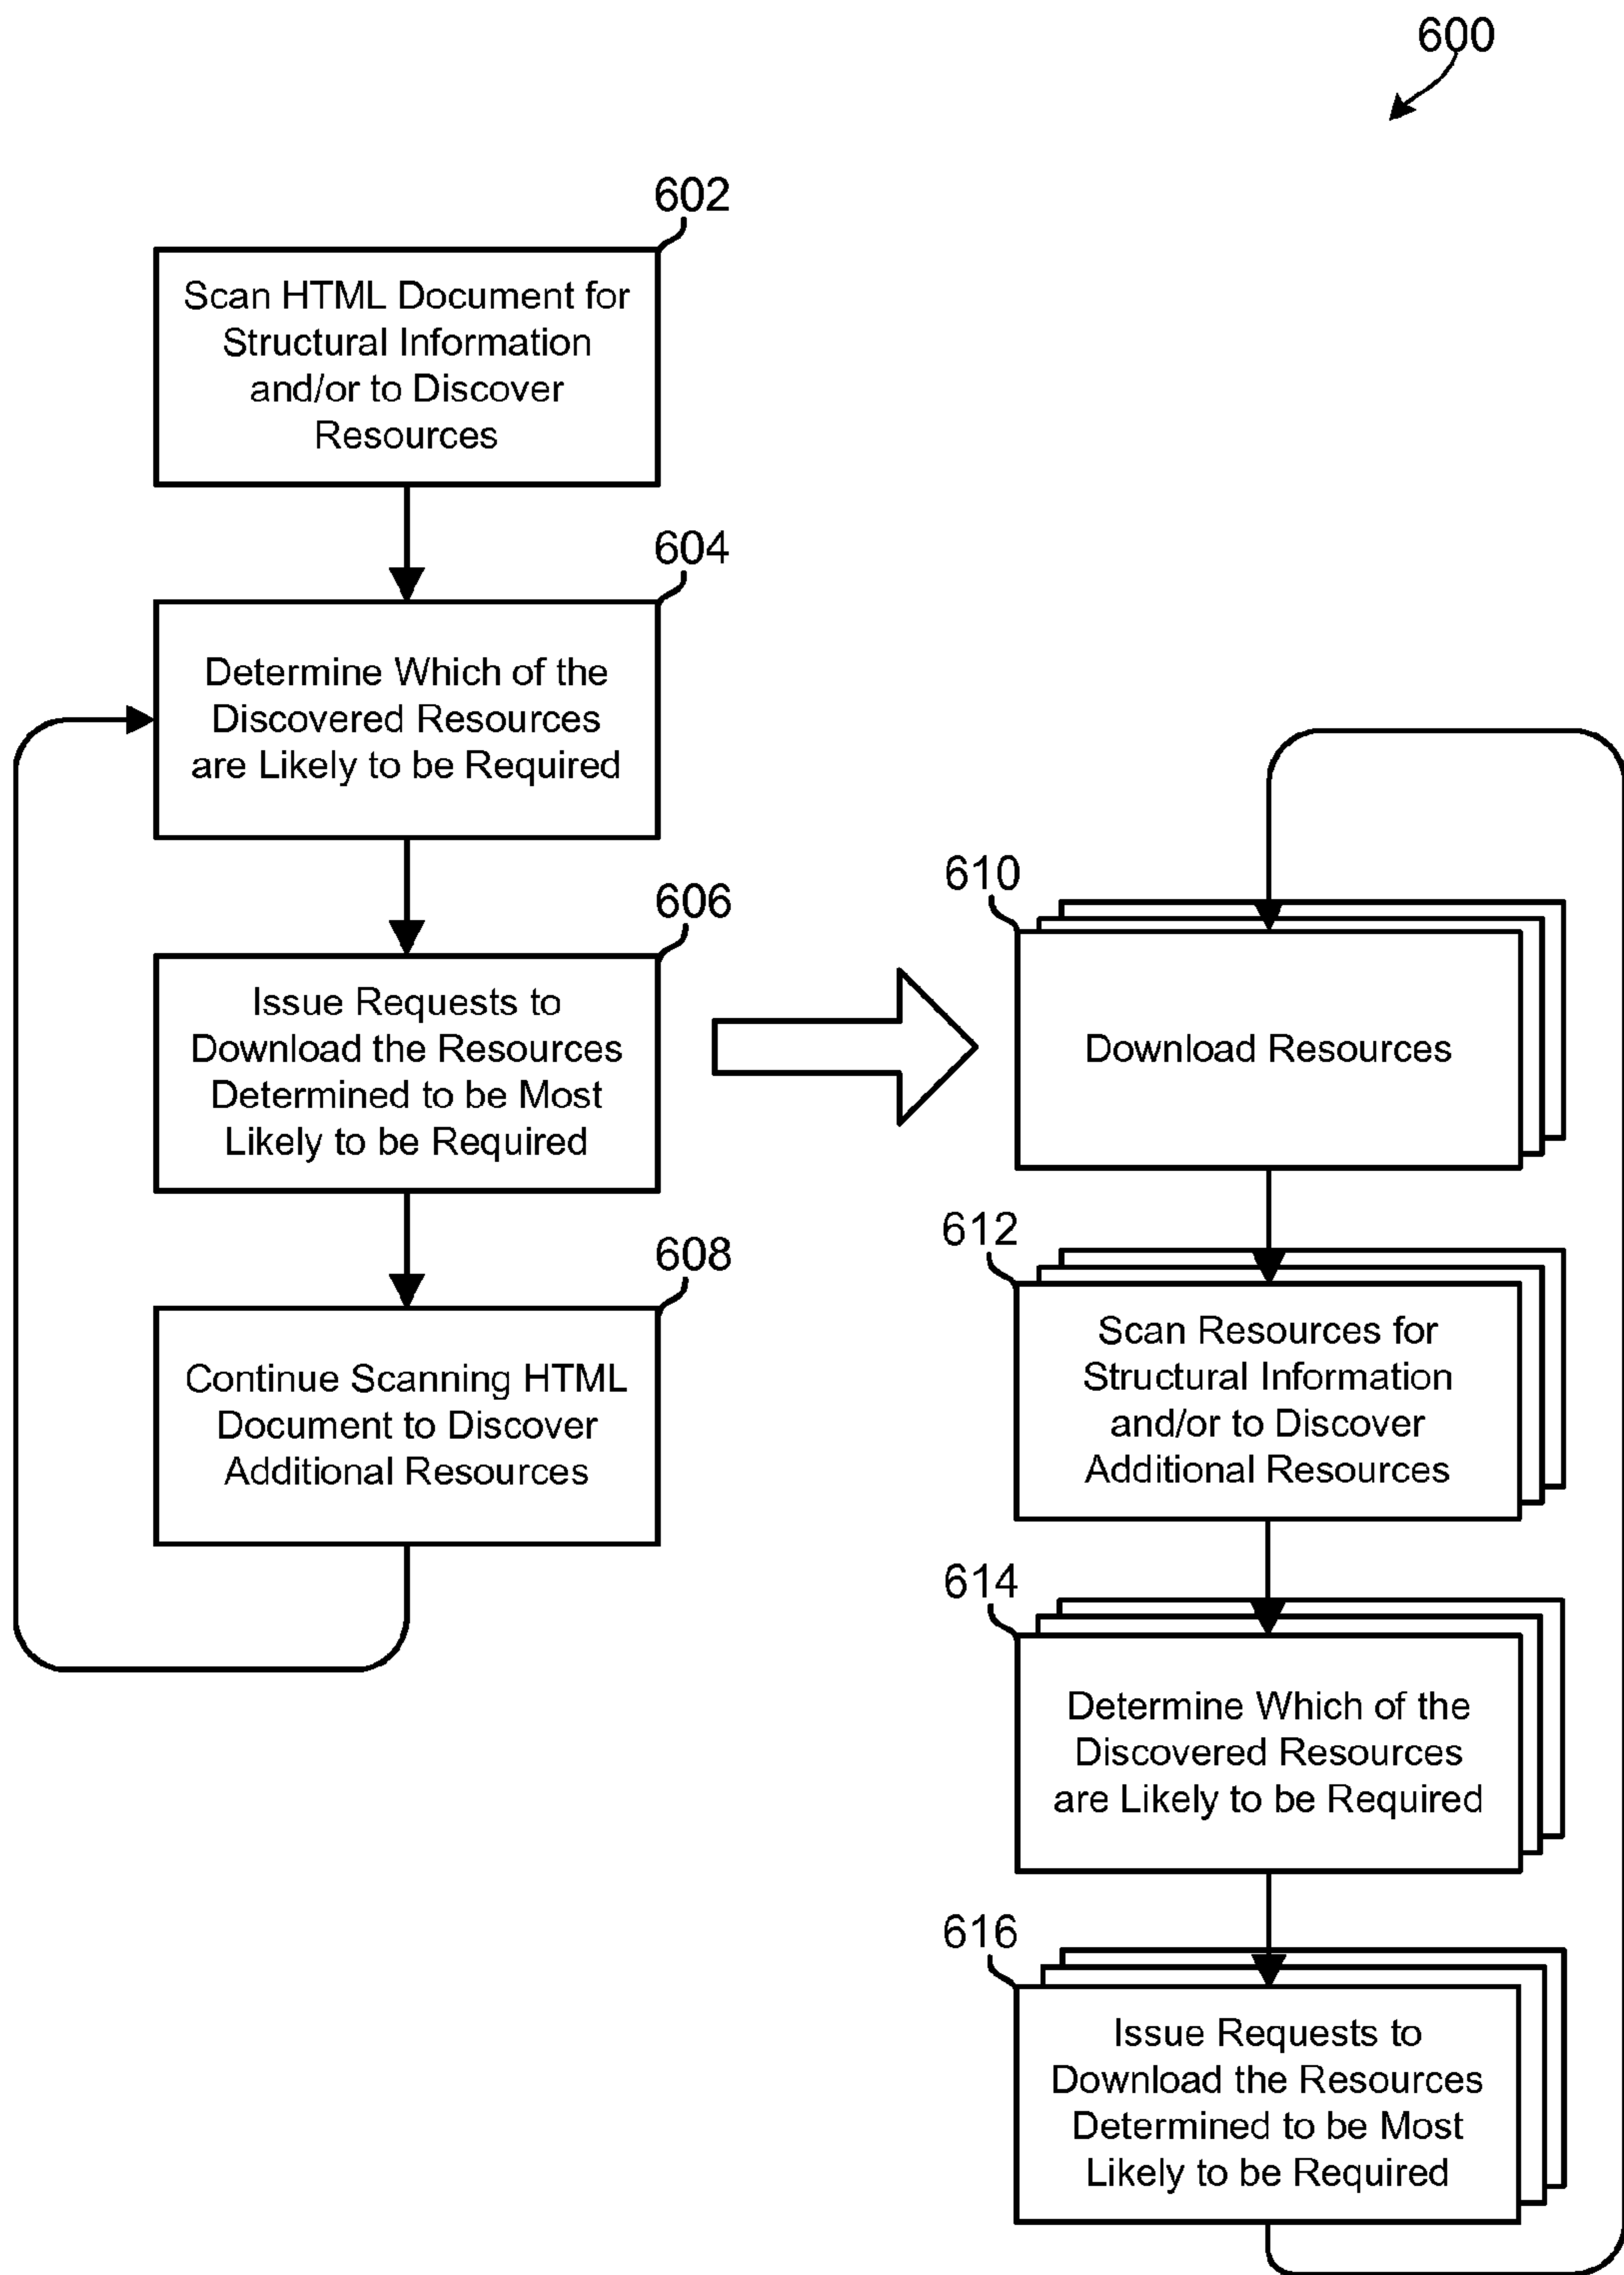 600
602
Scan HTML Document for
Structural Information
and/or to Discover
Resources
604
Determine Which of the
Discovered Resources
are Likely to be Required
606
Issue Requests to
Download the Resources
Determined to be Most
Likely to be Required
608
Continue Scanning HTML
Document to Discover
Additional Resources
610
Download Resources
612
Scan Resources for
Structural Information
and/or to Discover
Additional Resources
614
Determine Which of the
Discovered Resources
are Likely to be Required
616
Issue Requests to
Download the Resources
Determined to be Most
Likely to be Required